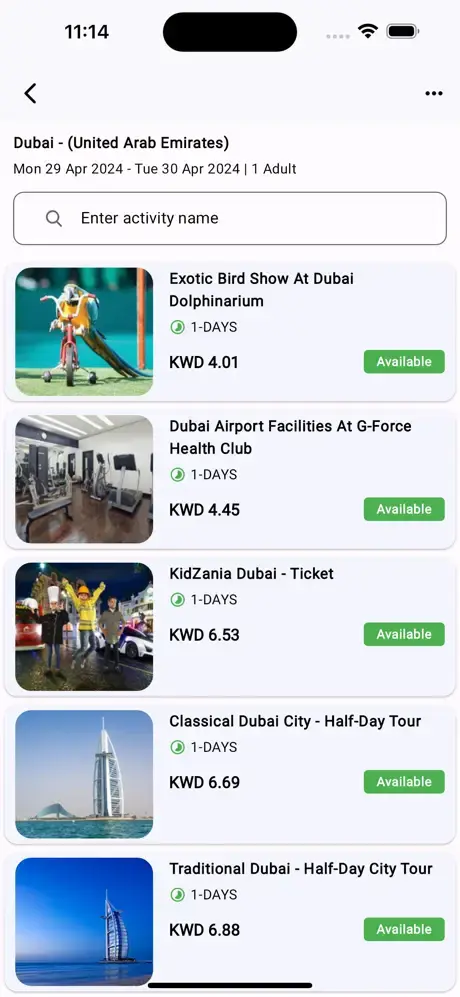 11:14
Dubai - (United Arab Emirates)
Mon 29 Apr 2024 - Tue 30 Apr 2024 | 1 Adult
Enter activity name
Exotic Bird Show At Dubai
Dolphinarium
1-DAYS
KWD 4.01
Available
Dubai Airport Facilities At G-Force
Health Club
1-DAYS
KWD 4.45
Available
KidZania Dubai - Ticket
1-DAYS
KWD 6.53
Available
Classical Dubai City - Half-Day Tour
1-DAYS
KWD 6.69
Available
Traditional Dubai - Half-Day City Tour
1-DAYS
KWD 6.88
Available